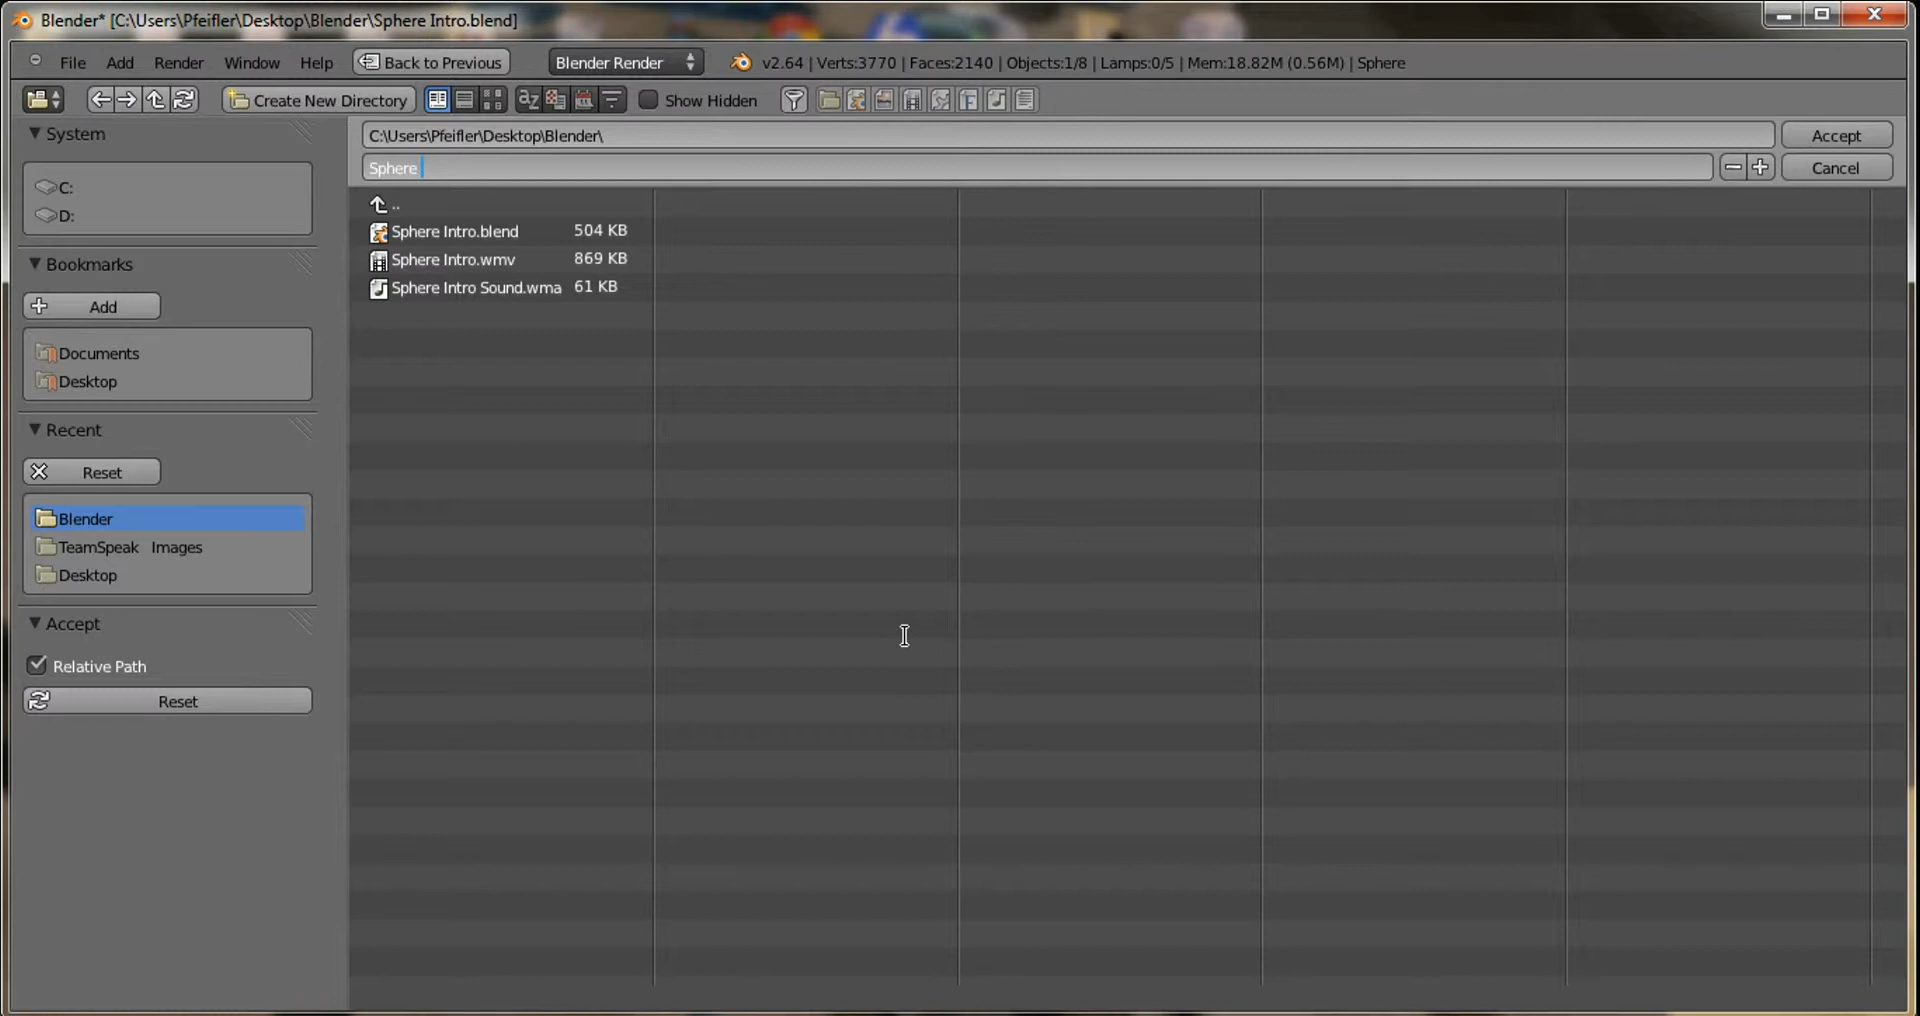 Blender* [C:\Users\Pfeifler\Desktop\Blender\Sphere Intro.blend]
File Add Render Window Help Back to Previous Blender Render v2.64 | Verts:3770 | Faces:2140 | Objects:1/8 | Lamps:0/5 | Mem:18.82M (0.56M) | Sphere
Create New Directory Show Hidden
System
C:
D:
Bookmarks
Add
Documents
Desktop
Recent
Reset
Blender
TeamSpeak Images
Desktop
Accept
Relative Path
Reset
C:\Users\Pfeifler\Desktop\Blender\ Accept
Sphere Cancel
..
Sphere Intro.blend 504 KB
Sphere Intro.wmv 869 KB
Sphere Intro Sound.wma 61 KB